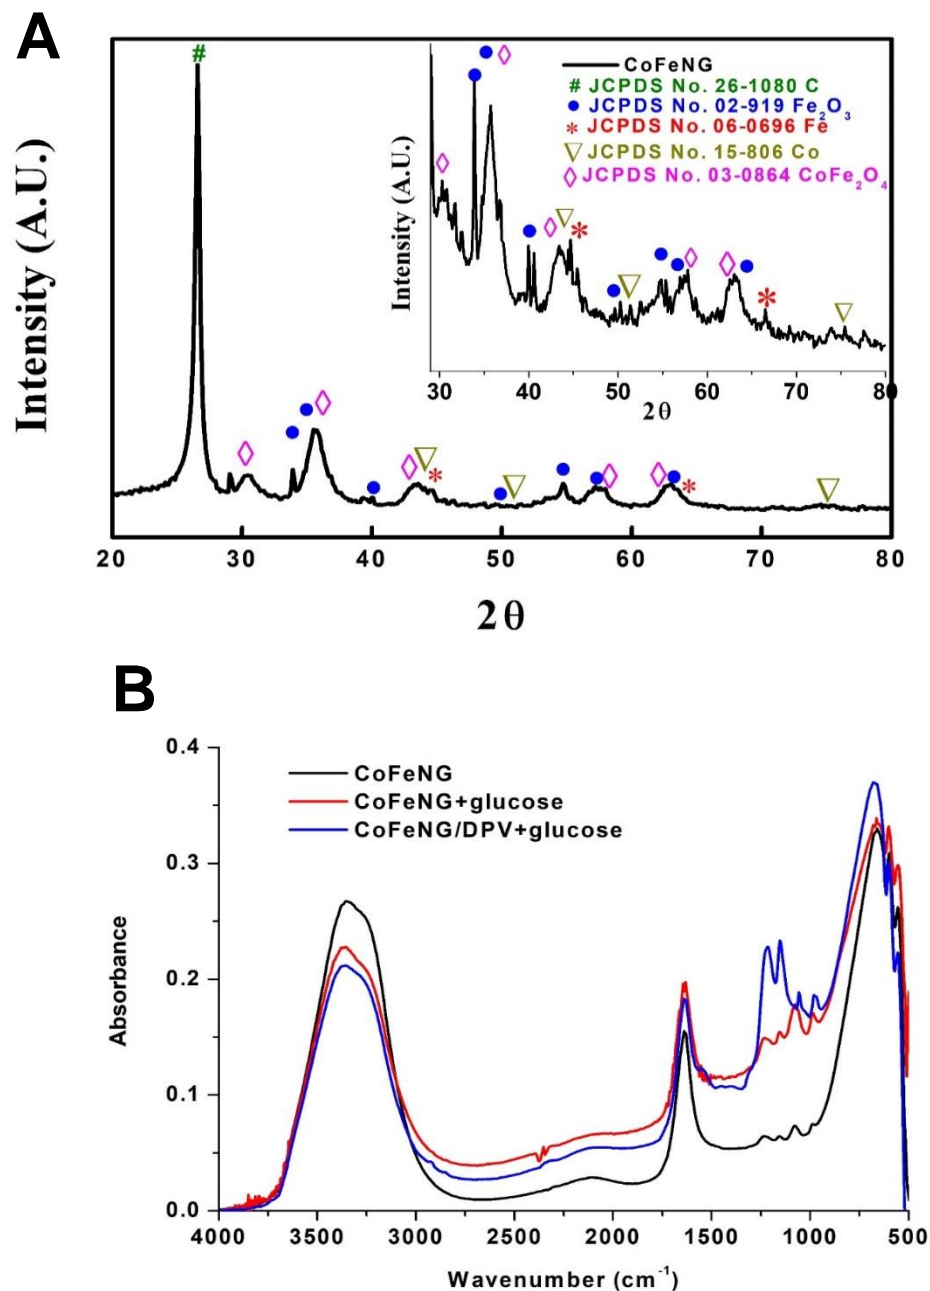 A
#
CoFeNG
# JCPDS No. 26-1080 C
● JCPDS No. 02-919 Fe₂O₃
* JCPDS No. 06-0696 Fe
▽ JCPDS No. 15-806 Co
◇ JCPDS No. 03-0864 CoFe₂O₄
Intensity (A.U.)
30 40 50 60 70 80
2θ
Intensity (A.U.)
20 30 40 50 60 70 80
2θ
B
CoFeNG
CoFeNG+glucose
CoFeNG/DPV+glucose
0.4
0.3
0.2
0.1
0.0
Absorbance
4000 3500 3000 2500 2000 1500 1000 500
Wavenumber (cm⁻¹)